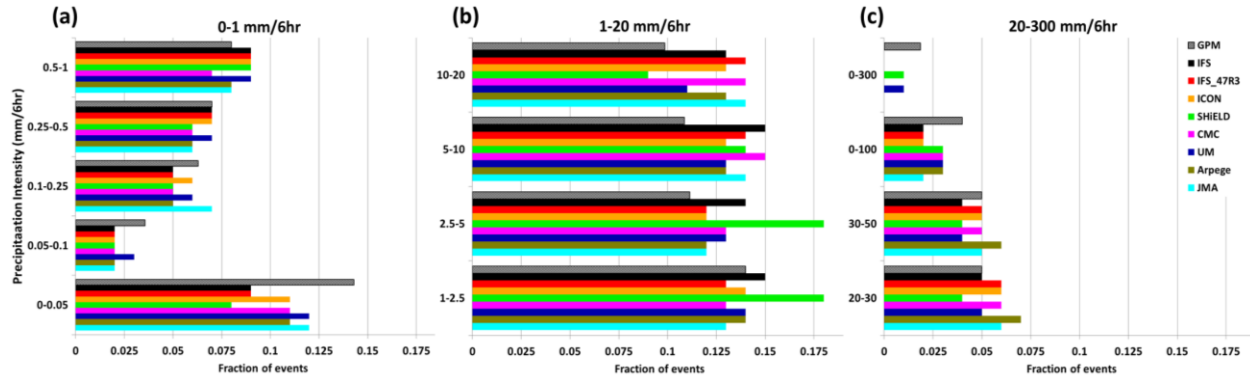 (a)
0-1 mm/6hr
Precipitaation Intensity (mm/6hr)
0.5-1
0.25-0.5
0.1-0.25
0.05-0.1
0-0.05
0 0.025 0.05 0.075 0.1 0.125 0.15 0.175
Fraction of events
(b)
1-20 mm/6hr
10-20
5-10
2.5-5
1-2.5
0 0.025 0.05 0.075 0.1 0.125 0.15 0.175
Fraction of events
(c)
20-300 mm/6hr
0-300
0-100
30-50
20-30
0 0.025 0.05 0.075 0.1 0.125 0.15 0.175
Fraction of events
GPM
IFS
IFS_47R3
ICON
SHiELD
CMC
UM
Arpege
JMA